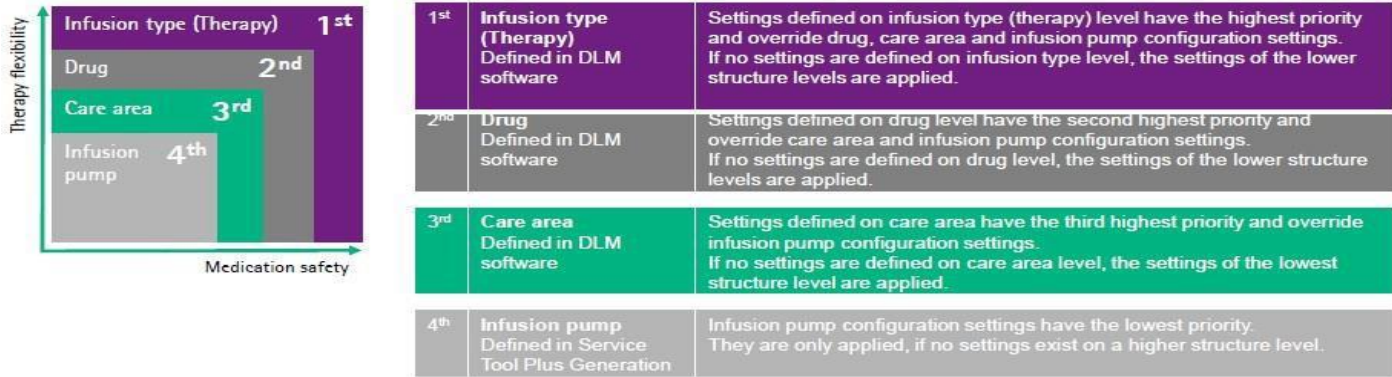 Therapy flexibility
Infusion type (Therapy) 1st
Drug 2nd
Care area 3rd
Infusion 4th
pump
Medication safety
1st
Infusion type
(Therapy)
Defined in DLM
software
Settings defined on infusion type (therapy) level have the highest priority
and override drug, care area and infusion pump configuration settings.
If no settings are defined on infusion type level, the settings of the lower
structure levels are applied.
2nd
Drug
Defined in DLM
software
Settings defined on drug level have the second highest priority and
override care area and infusion pump configuration settings.
If no settings are defined on drug level, the settings of the lower structure
levels are applied.
3rd
Care area
Defined in DLM
software
Settings defined on care area have the third highest priority and override
infusion pump configuration settings.
If no settings are defined on care area level, the settings of the lowest
structure level are applied.
4th
Infusion pump
Defined in Service
Tool Plus Generation
Infusion pump configuration settings have the lowest priority.
They are only applied, if no settings exist on a higher structure level.